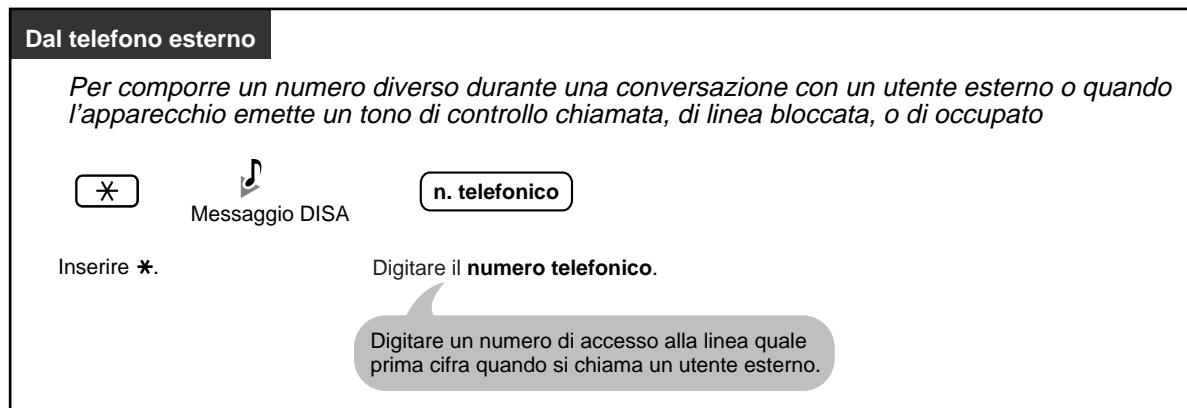 Dal telefono esterno
Per comporre un numero diverso durante una conversazione con un utente esterno o quando
l'apparecchio emette un tono di controllo chiamata, di linea bloccata, o di occupato
Messaggio DISA
n. telefonico
Inserire *.
Digitare il numero telefonico.
Digitare un numero di accesso alla linea quale
prima cifra quando si chiama un utente esterno.